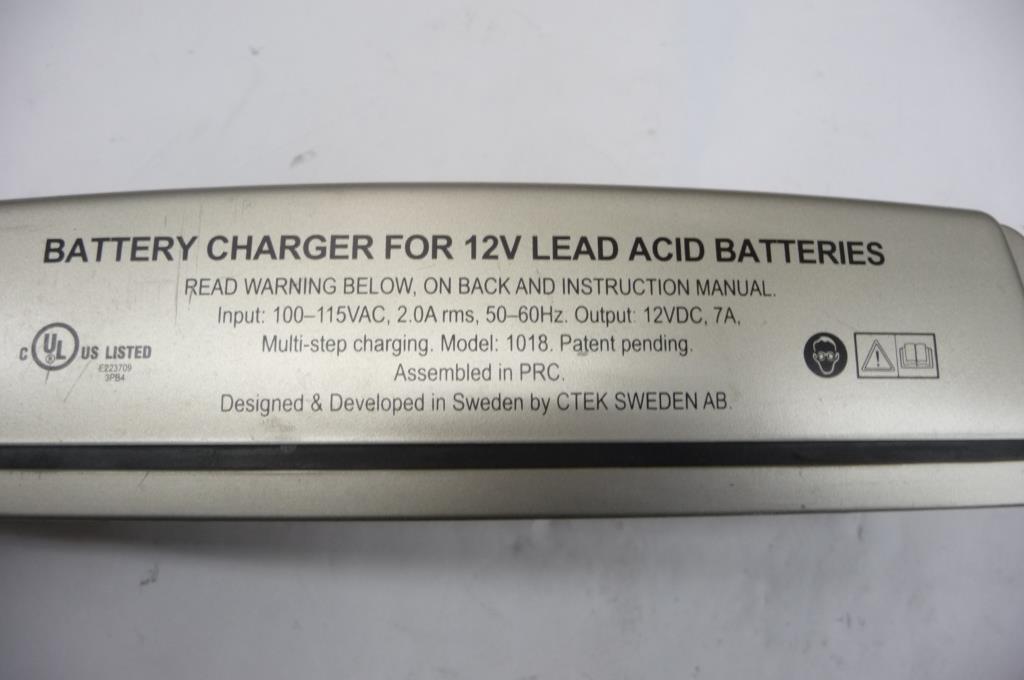 BATTERY CHARGER FOR 12V LEAD ACID BATTERIES
READ WARNING BELOW, ON BACK AND INSTRUCTION MANUAL.
Input: 100–115VAC, 2.0A rms, 50–60Hz. Output: 12VDC, 7A,
Multi-step charging. Model: 1018. Patent pending.
Assembled in PRC.
Designed & Developed in Sweden by CTEK SWEDEN AB.
C UL ® US LISTED
E223709
3PB4